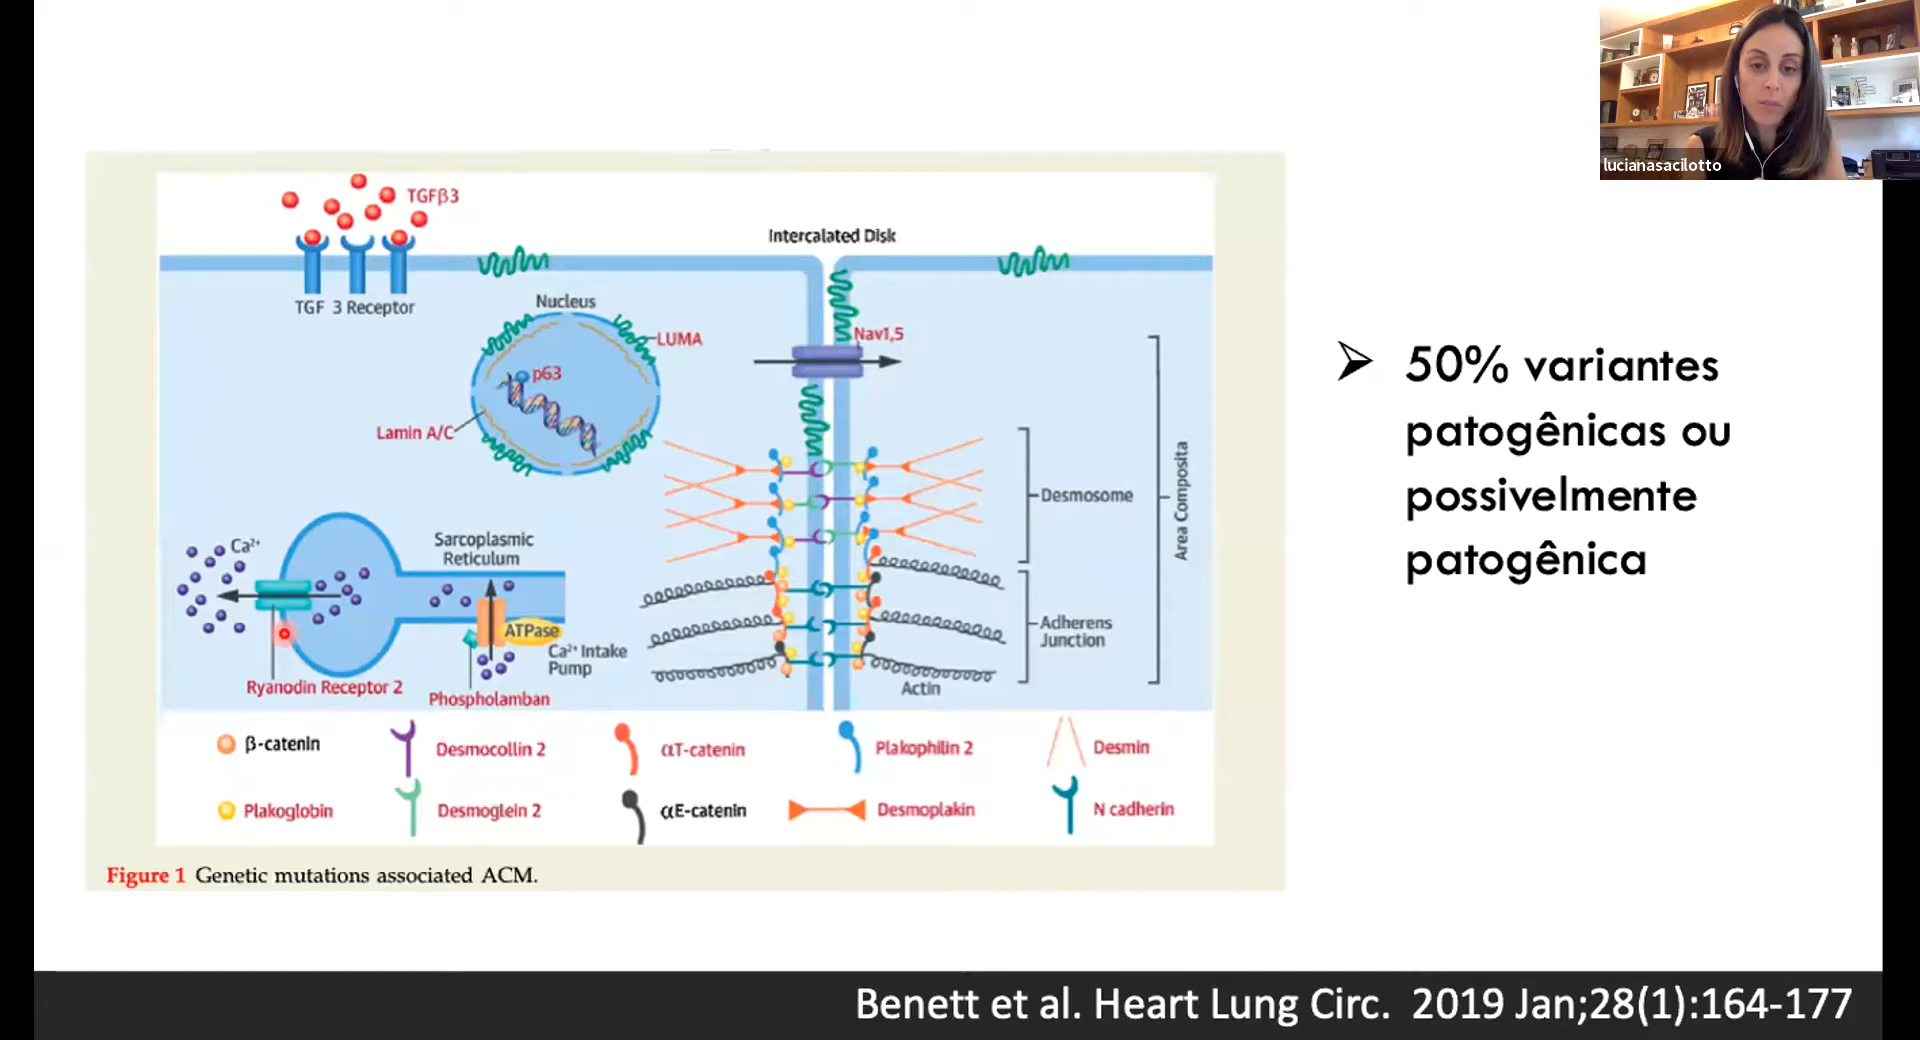 lucianasacilotto
TGFβ3
Intercalated Disk
TGF 3 Receptor
Nucleus
LUMA
Nav1,5
p63
Lamin A/C
Desmosome
Area Composita
Ca²⁺
Sarcoplasmic
Reticulum
ATPase
Ca²⁺ Intake
Pump
Adherens
Junction
Ryanodin Receptor 2
Phospholamban
Actin
β-catenin
Desmocollin 2
αT-catenin
Plakophilin 2
Desmin
Plakoglobin
Desmoglein 2
αE-catenin
Desmoplakin
N cadherin
Figure 1 Genetic mutations associated ACM.
➢ 50% variantes
patogênicas ou
possivelmente
patogênica
Benett et al. Heart Lung Circ. 2019 Jan;28(1):164-177